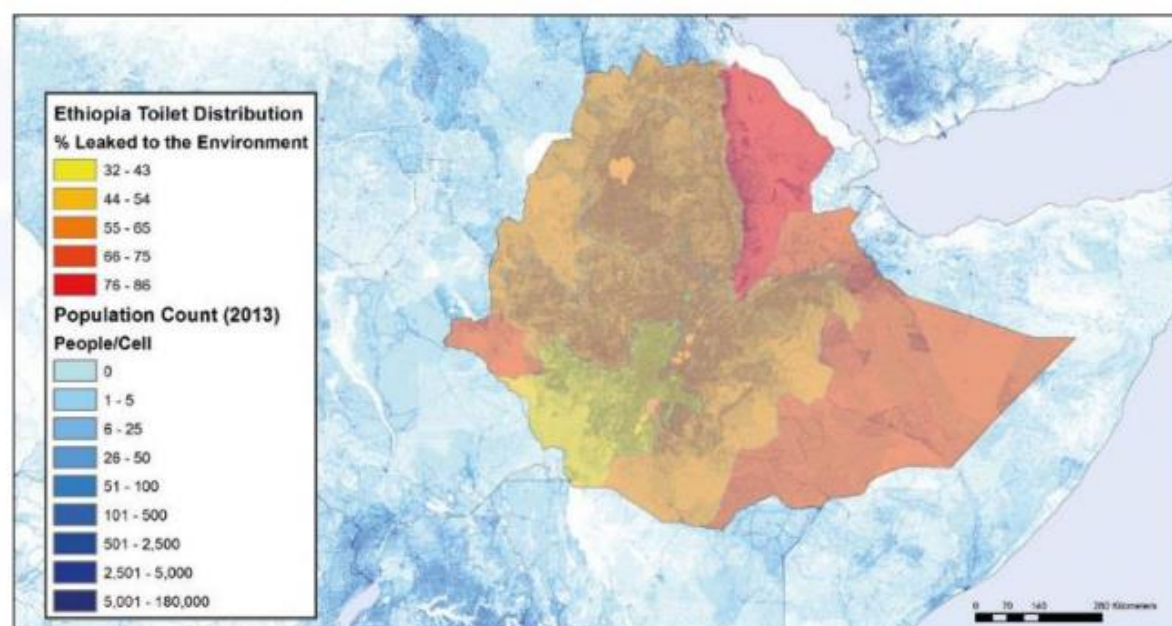 Ethiopia Toilet Distribution
% Leaked to the Environment
32 - 43
44 - 54
55 - 65
66 - 75
76 - 86
Population Count (2013)
People/Cell
0
1 - 5
6 - 25
26 - 50
51 - 100
101 - 500
501 - 2,500
2,501 - 5,000
5,001 - 180,000
0 70 140 280 Kilometers